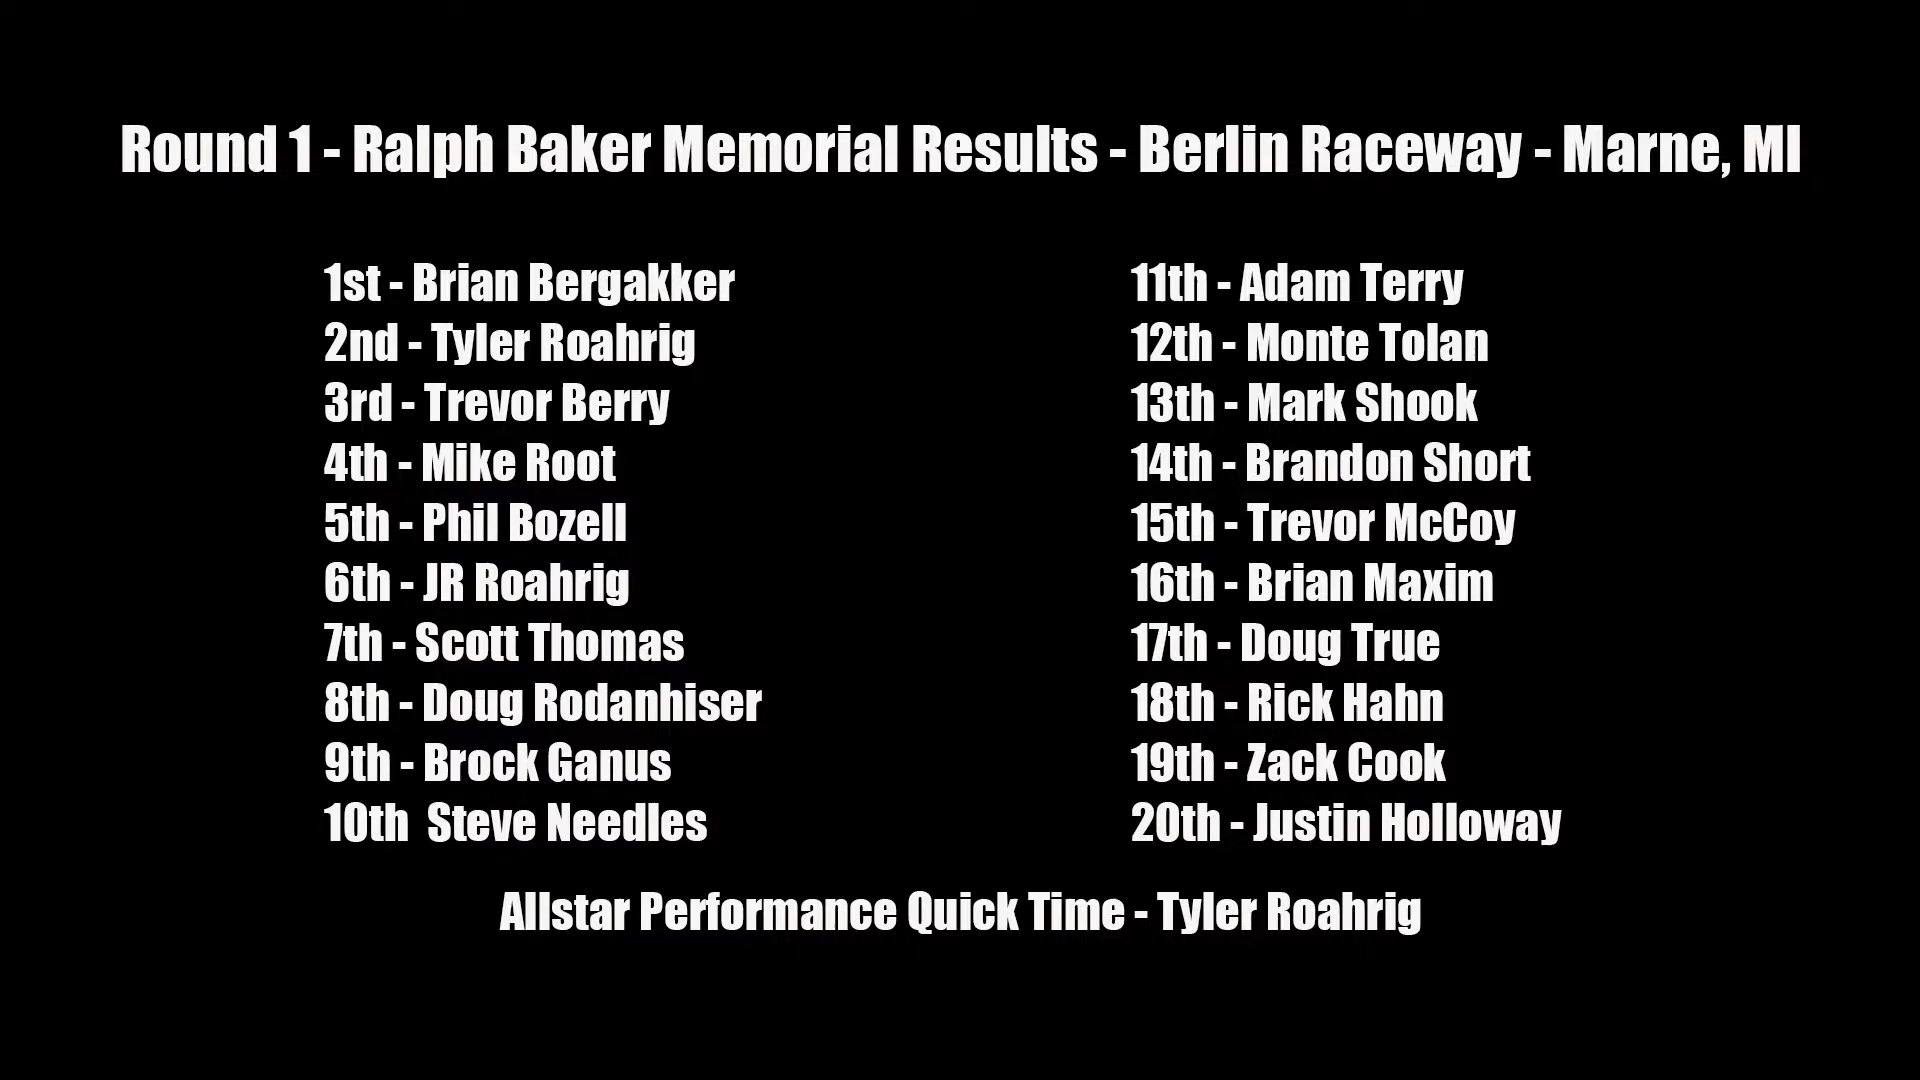 Round 1 - Ralph Baker Memorial Results - Berlin Raceway - Marne, MI
1st - Brian Bergakker
2nd - Tyler Roahrig
3rd - Trevor Berry
4th - Mike Root
5th - Phil Bozell
6th - JR Roahrig
7th - Scott Thomas
8th - Doug Rodanhiser
9th - Brock Ganus
10th  Steve Needles
11th - Adam Terry
12th - Monte Tolan
13th - Mark Shook
14th - Brandon Short
15th - Trevor McCoy
16th - Brian Maxim
17th - Doug True
18th - Rick Hahn
19th - Zack Cook
20th - Justin Holloway
Allstar Performance Quick Time - Tyler Roahrig